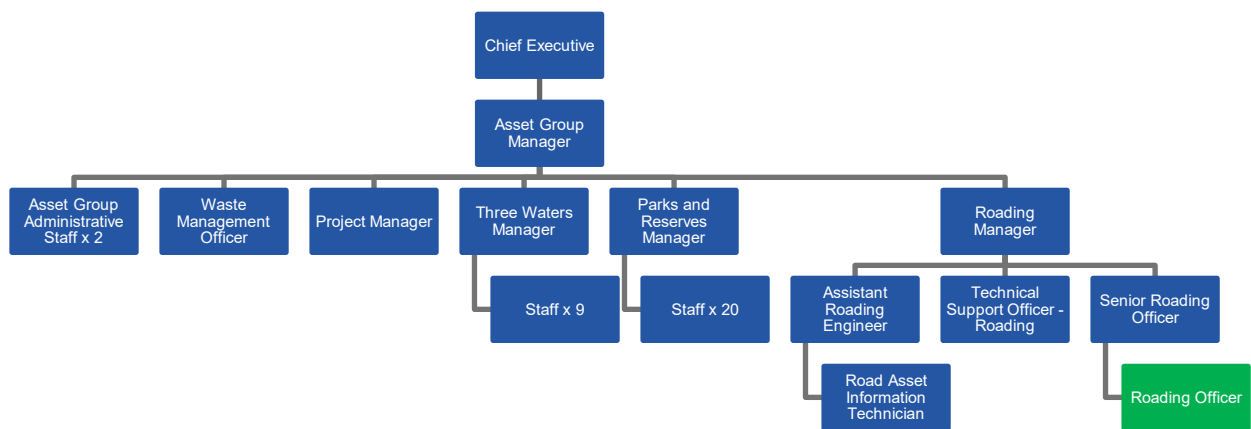 Chief Executive
Asset Group
Manager
Asset Group
Administrative
Staff x 2
Waste
Management
Officer
Project Manager
Three Waters
Manager
Parks and
Reserves
Manager
Roading
Manager
Staff x 9
Staff x 20
Assistant
Roading
Engineer
Technical
Support Officer -
Roading
Senior Roading
Officer
Road Asset
Information
Technician
Roading Officer